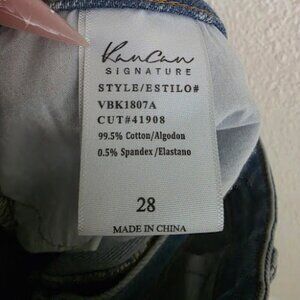 KanCan
SIGNATURE
STYLE/ESTILO#
VBK1807A
CUT#41908
99.5% Cotton/Algodon
0.5% Spandex/Elastano
28
MADE IN CHINA